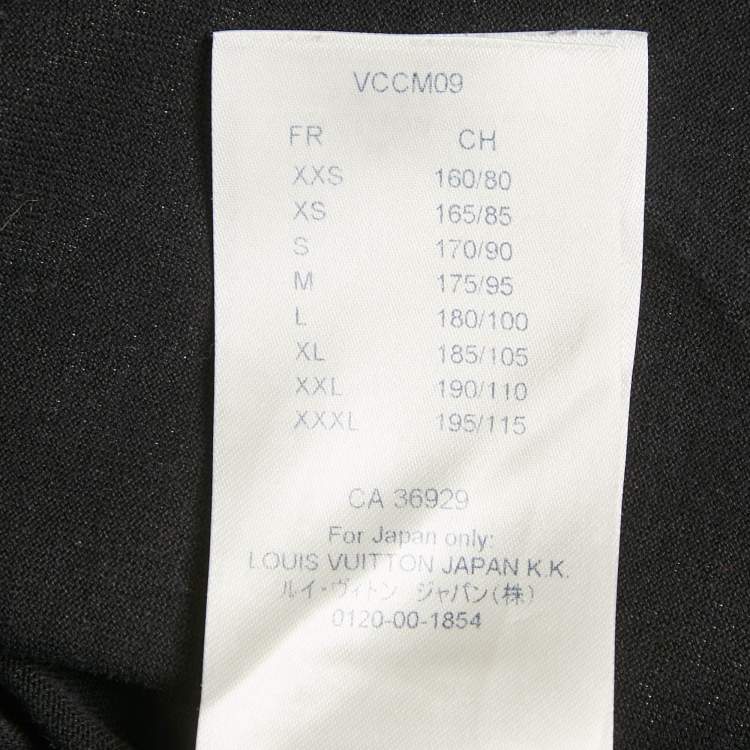 VCCM09
FR CH
XXS 160/80
XS 165/85
S 170/90
M 175/95
L 180/100
XL 185/105
XXL 190/110
XXXL 195/115
CA 36929
For Japan only:
LOUIS VUITTON JAPAN K.K.
ルイ・ヴィトン ジャパン(株)
0120-00-1854